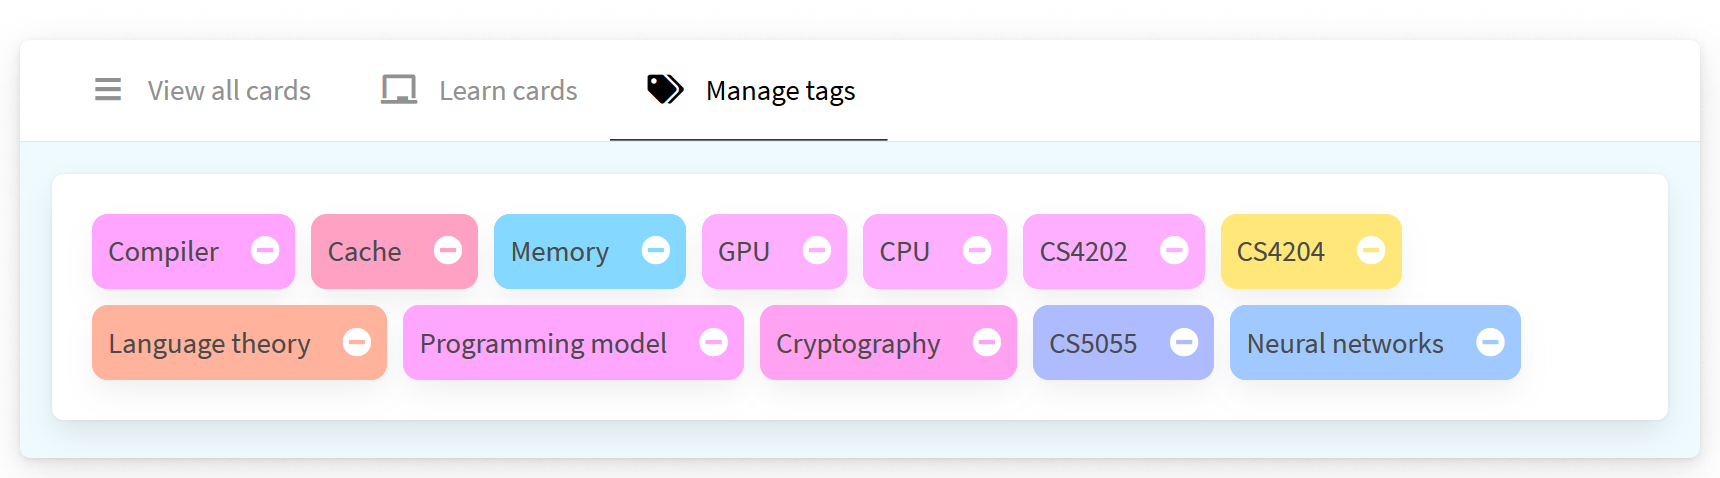 View all cards Learn cards Manage tags
Compiler Cache Memory GPU CPU CS4202 CS4204
Language theory Programming model Cryptography CS5055 Neural networks